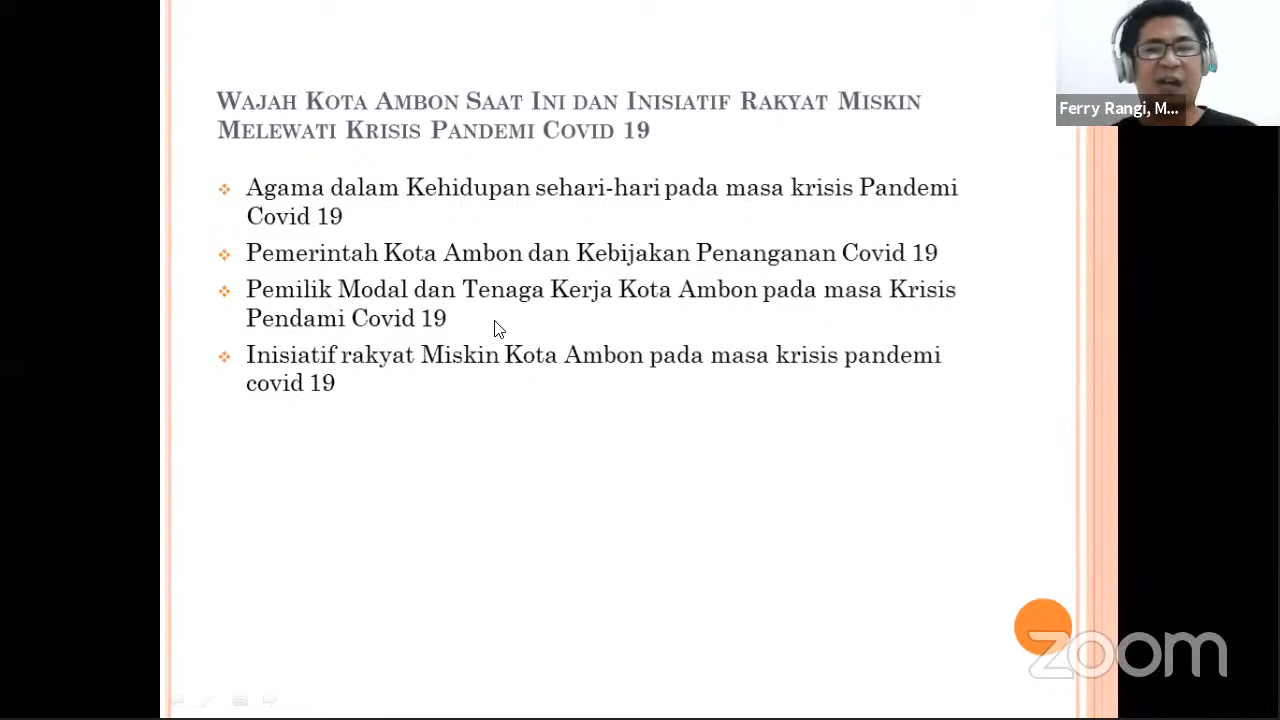 WAJAH KOTA AMBON SAAT INI DAN INISIATIF RAKYAT MISKIN
MELEWATI KRISIS PANDEMI COVID 19
Agama dalam Kehidupan sehari-hari pada masa krisis Pandemi
Covid 19
Pemerintah Kota Ambon dan Kebijakan Penanganan Covid 19
Pemilik Modal dan Tenaga Kerja Kota Ambon pada masa Krisis
Pendami Covid 19
Inisiatif rakyat Miskin Kota Ambon pada masa krisis pandemi
covid 19
Ferry Rangi, M...
zoom